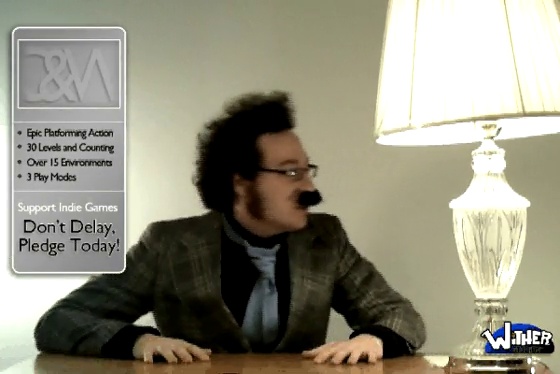 Epic Platforming Action
30 Levels and Counting
Over 15 Environments
3 Play Modes
Support Indie Games
Don't Delay,
Pledge Today!
WiTHER